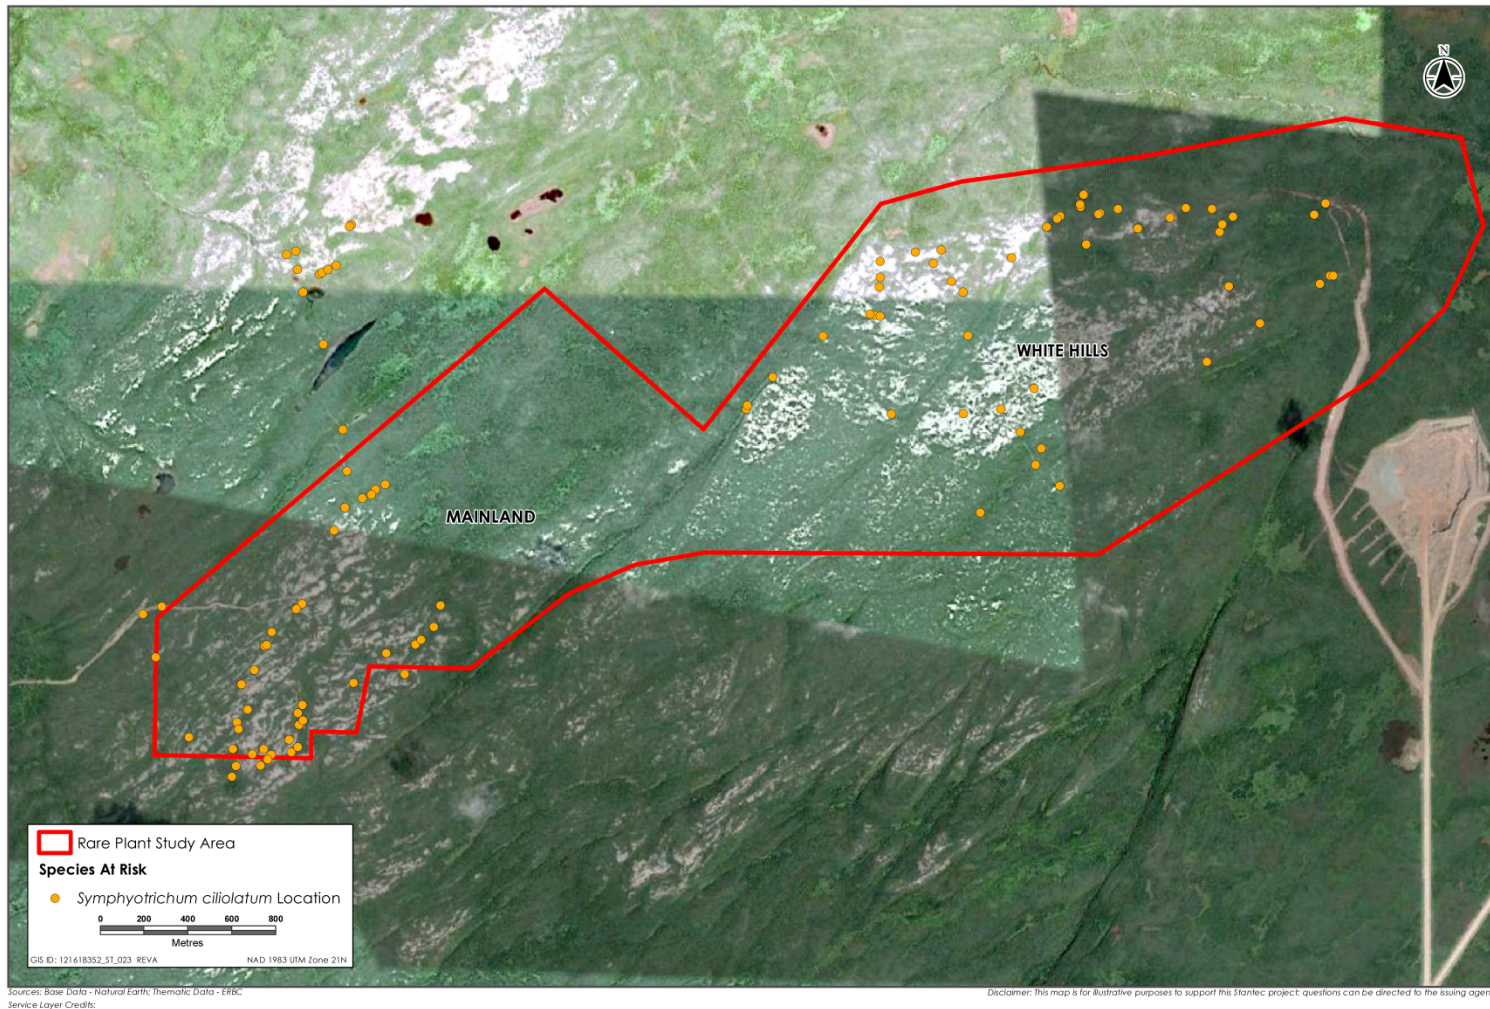 N
WHITE HILLS
MAINLAND
Rare Plant Study Area
Species At Risk
Symphyotrichum ciliolatum Location
0 200 400 600 800
Metres
GIS ID: 121618352_ST_023 REVA NAD 1983 UTM Zone 21N
Sources: Base Data - Natural Earth; Thematic Data - ERBC
Disclaimer: This map is for illustrative purposes to support this Stantec project; questions can be directed to the issuing agen
Service Layer Credits: